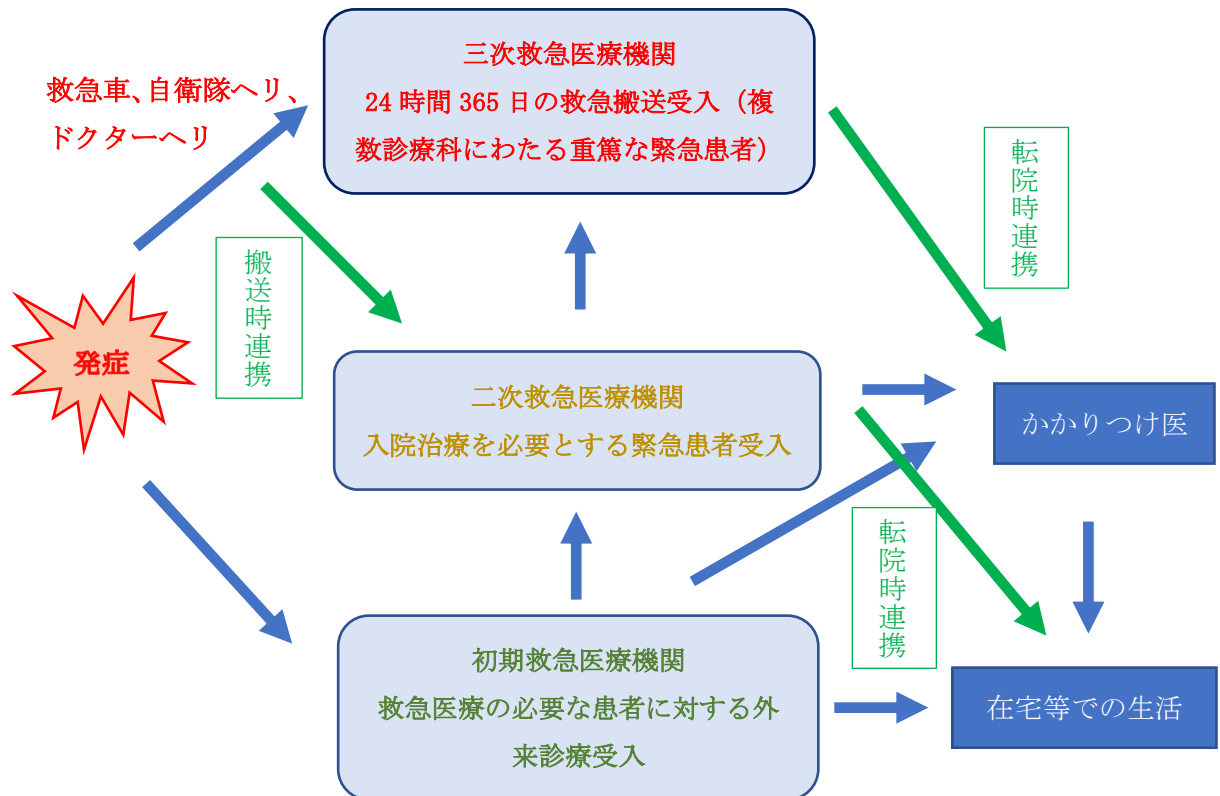 三次救急医療機関
24時間365日の救急搬送受入（複
数診療科にわたる重篤な緊急患者）
救急車、自衛隊ヘリ、
ドクターヘリ
転院時連携
搬送時連携
発症
二次救急医療機関
入院治療を必要とする緊急患者受入
かかりつけ医
転院時連携
初期救急医療機関
救急医療の必要な患者に対する外
来診療受入
在宅等での生活